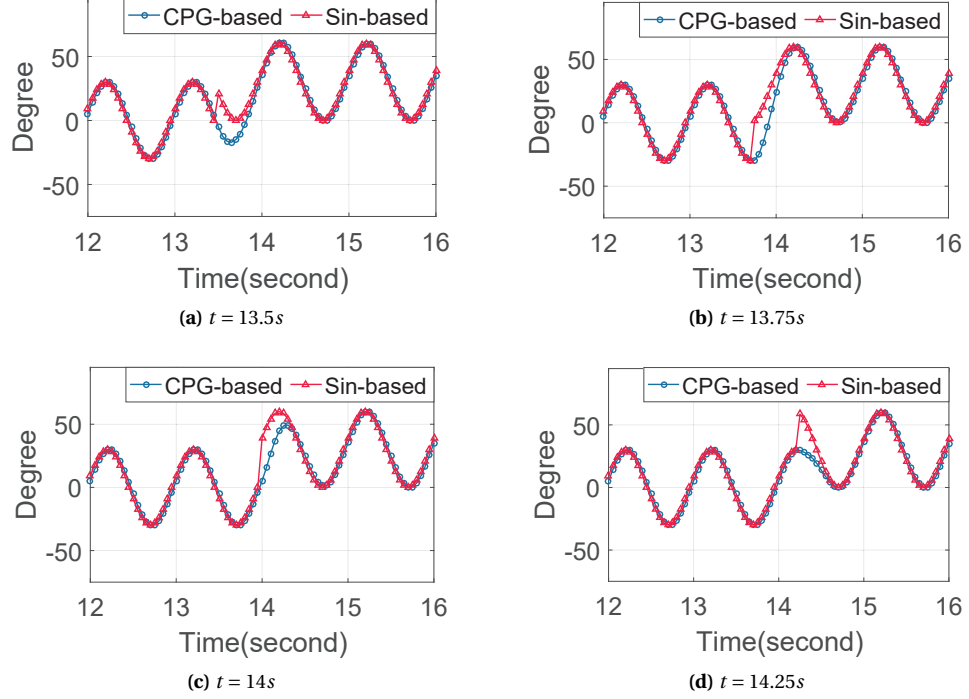 CPG-based Sin-based
50
0
-50
Degree
12 13 14 15 16
Time(second)
(a) t = 13.5s
CPG-based Sin-based
50
0
-50
Degree
12 13 14 15 16
Time(second)
(b) t = 13.75s
CPG-based Sin-based
50
0
-50
Degree
12 13 14 15 16
Time(second)
(c) t = 14s
CPG-based Sin-based
50
0
-50
Degree
12 13 14 15 16
Time(second)
(d) t = 14.25s